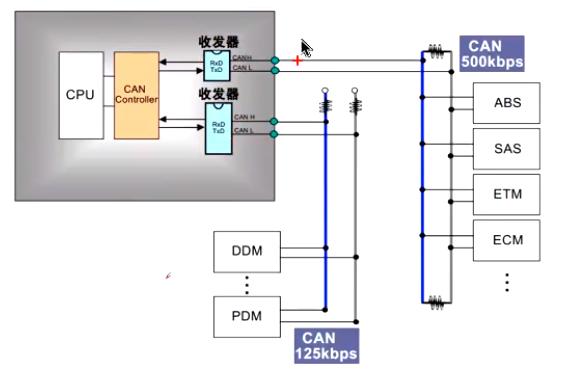 收发器
CAN H
RxD
TxD
CAN L
CPU
CAN
Controller
收发器
CAN H
RxD
TxD
CAN L
CAN
500kbps
ABS
SAS
ETM
ECM
DDM
PDM
CAN
125kbps